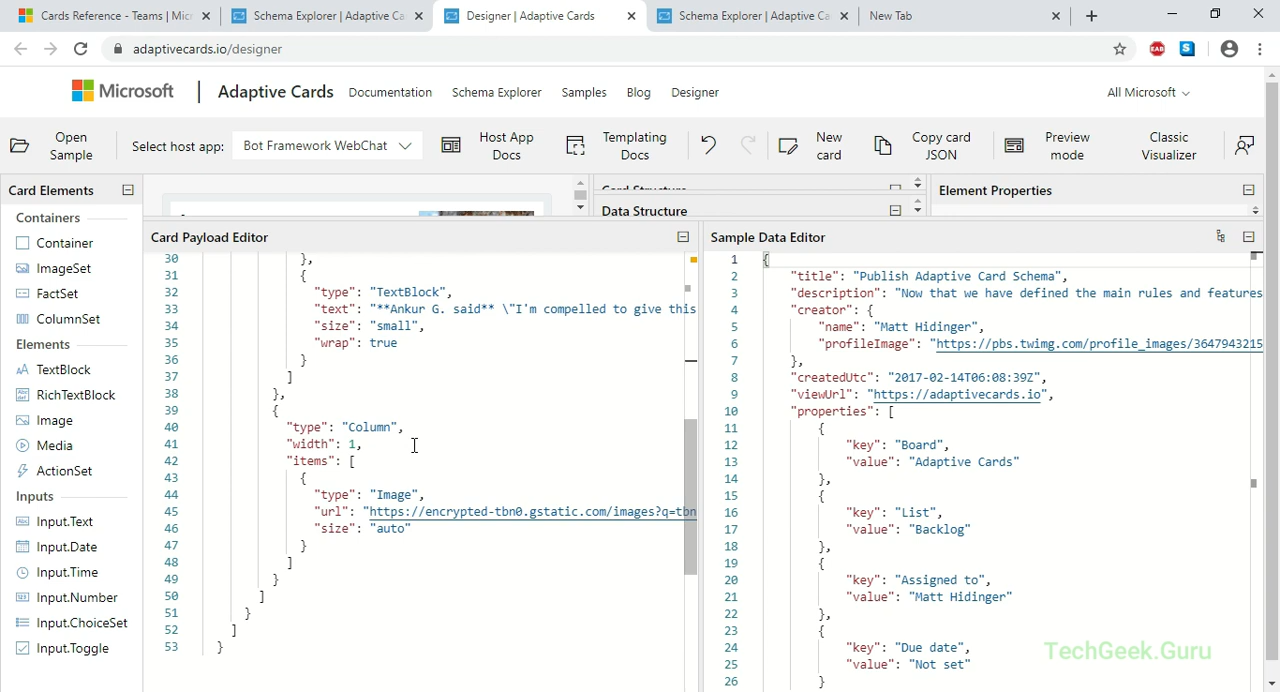 Cards Reference - Teams | Mic
Schema Explorer | Adaptive Ca
Designer | Adaptive Cards
Schema Explorer | Adaptive Ca
New Tab
adaptivecards.io/designer
Microsoft
Adaptive Cards
Documentation
Schema Explorer
Samples
Blog
Designer
All Microsoft
Open Sample
Select host app:
Bot Framework WebChat
Host App Docs
Templating Docs
New card
Copy card JSON
Preview mode
Classic Visualizer
Card Elements
Containers
Container
ImageSet
FactSet
ColumnSet
Elements
TextBlock
RichTextBlock
Image
Media
ActionSet
Inputs
Input.Text
Input.Date
Input.Time
Input.Number
Input.ChoiceSet
Input.Toggle
Card Structure
Data Structure
Element Properties
Card Payload Editor
30 },
31 {
32 "type": "TextBlock",
33 "text": "**Ankur G. said** \"I'm compelled to give this
34 "size": "small",
35 "wrap": true
36 }
37 ]
38 },
39 {
40 "type": "Column",
41 "width": 1,
42 "items": [
43 {
44 "type": "Image",
45 "url": "https://encrypted-tbn0.gstatic.com/images?q=tbn
46 "size": "auto"
47 }
48 ]
49 }
50 ]
51 }
52 ]
53 }
Sample Data Editor
1 {
2 "title": "Publish Adaptive Card Schema",
3 "description": "Now that we have defined the main rules and features
4 "creator": {
5 "name": "Matt Hidinger",
6 "profileImage": "https://pbs.twimg.com/profile_images/3647943215
7 },
8 "createdUtc": "2017-02-14T06:08:39Z",
9 "viewUrl": "https://adaptivecards.io",
10 "properties": [
11 {
12 "key": "Board",
13 "value": "Adaptive Cards"
14 },
15 {
16 "key": "List",
17 "value": "Backlog"
18 },
19 {
20 "key": "Assigned to",
21 "value": "Matt Hidinger"
22 },
23 {
24 "key": "Due date",
25 "value": "Not set"
26 }
TechGeek.Guru